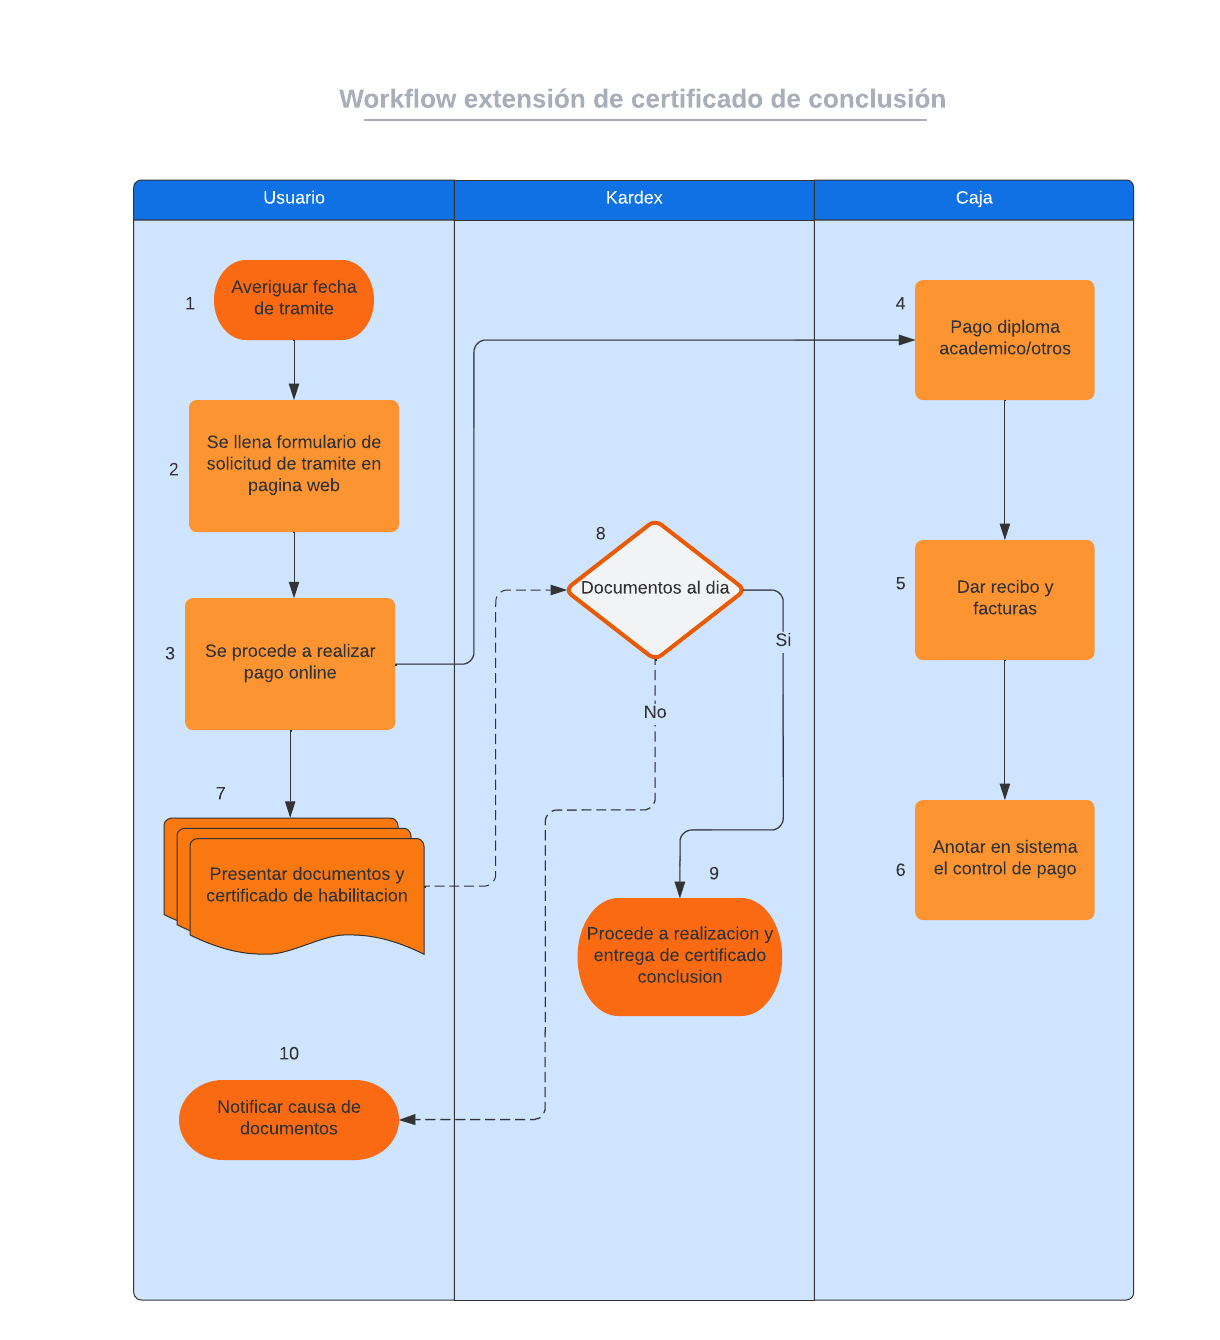 Workflow extensión de certificado de conclusión
Usuario
Kardex
Caja
1
Averiguar fecha
de tramite
2
Se llena formulario de
solicitud de tramite en
pagina web
3
Se procede a realizar
pago online
4
Pago diploma
academico/otros
5
Dar recibo y
facturas
6
Anotar en sistema
el control de pago
7
Presentar documentos y
certificado de habilitacion
8
Documentos al dia
Si
No
9
Procede a realizacion y
entrega de certificado
conclusion
10
Notificar causa de
documentos